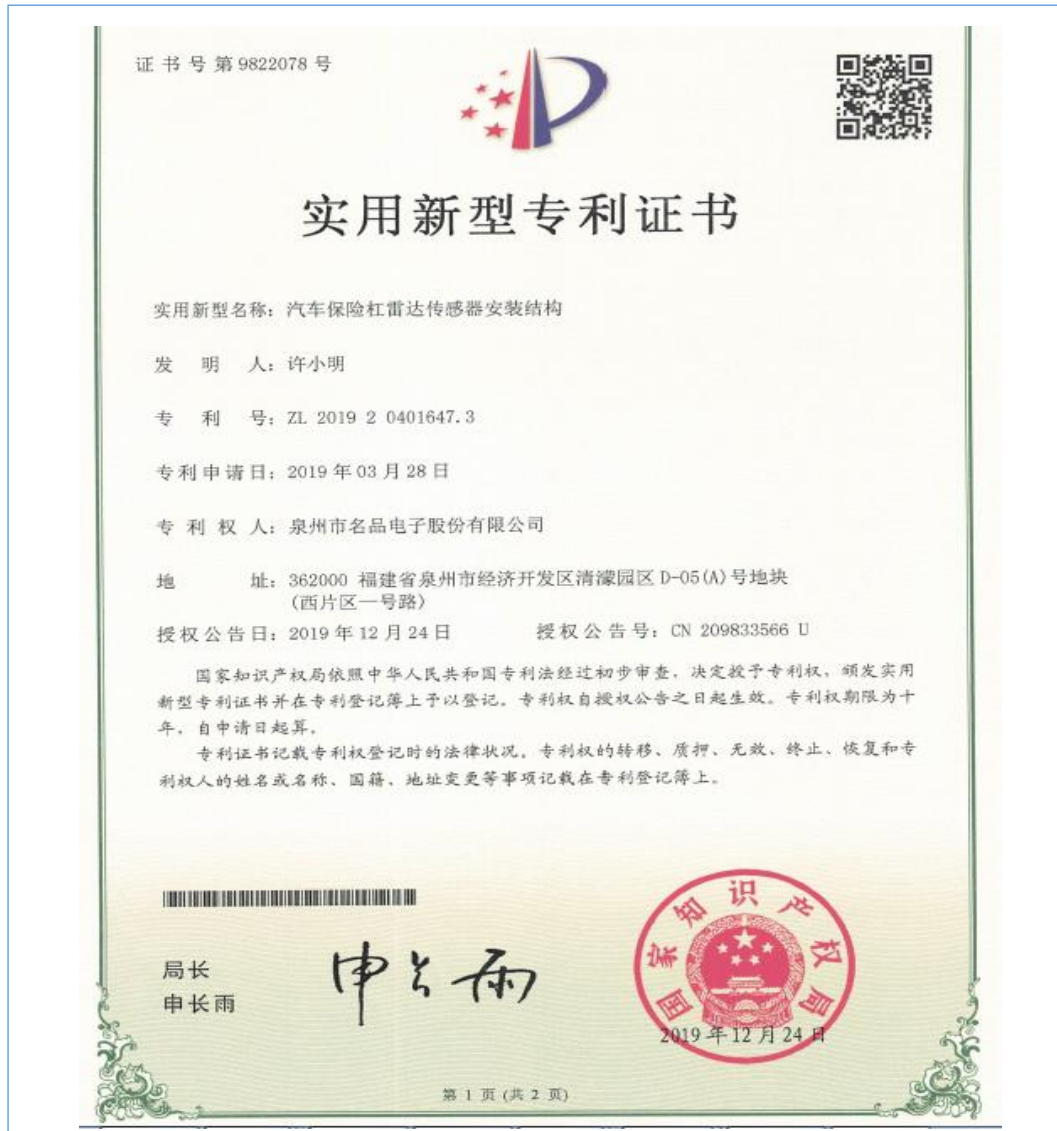 证书号第9822078号
实用新型专利证书
实用新型名称：汽车保险杠雷达传感器安装结构
发明人：许小明
专利号：ZL 2019 2 0401647.3
专利申请日：2019年03月28日
专利权人：泉州市名品电子股份有限公司
地址：362000 福建省泉州市经济开发区清濛园区D-05(A)号地块
(西片区一号路)
授权公告日：2019年12月24日 授权公告号：CN 209833566 U
国家知识产权局依照中华人民共和国专利法经过初步审查，决定授予专利权，颁发实用
新型专利证书并在专利登记簿上予以登记。专利权自授权公告之日起生效。专利权期限为十
年，自申请日起算。
专利证书记载专利权登记时的法律状况。专利权的转移、质押、无效、终止、恢复和专
利权人的姓名或名称、国籍、地址变更等事项记载在专利登记簿上。
局长
申长雨
申长雨
国家知识产权局
2019年12月24日
第 1 页 (共 2 页)